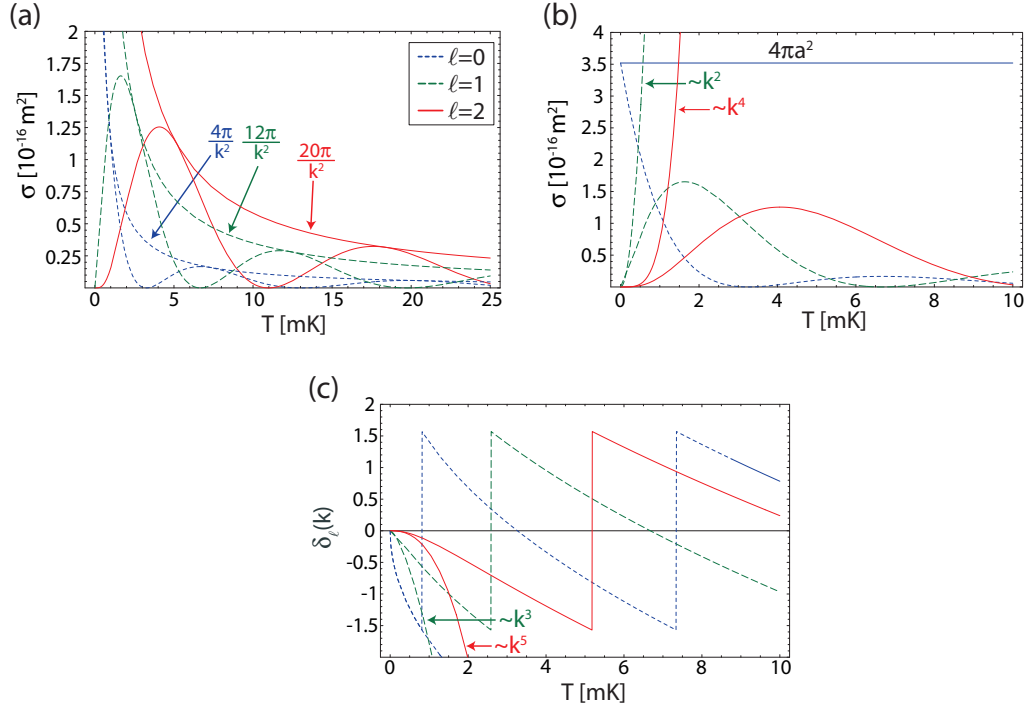 (a)
2
1.75
1.5
1.25
1
0.75
0.5
0.25
σ [10⁻¹⁶ m²]
ℓ=0
ℓ=1
ℓ=2
4π/k²
12π/k²
20π/k²
0 5 10 15 20 25
T [mK]
(b)
4
3.5
3
2.5
2
1.5
1
0.5
σ [10⁻¹⁶ m²]
4πa²
~k²
~k⁴
0 2 4 6 8 10
T [mK]
(c)
2
1.5
1
0.5
0
-0.5
-1
-1.5
δℓ(k)
~k³
~k⁵
0 2 4 6 8 10
T [mK]